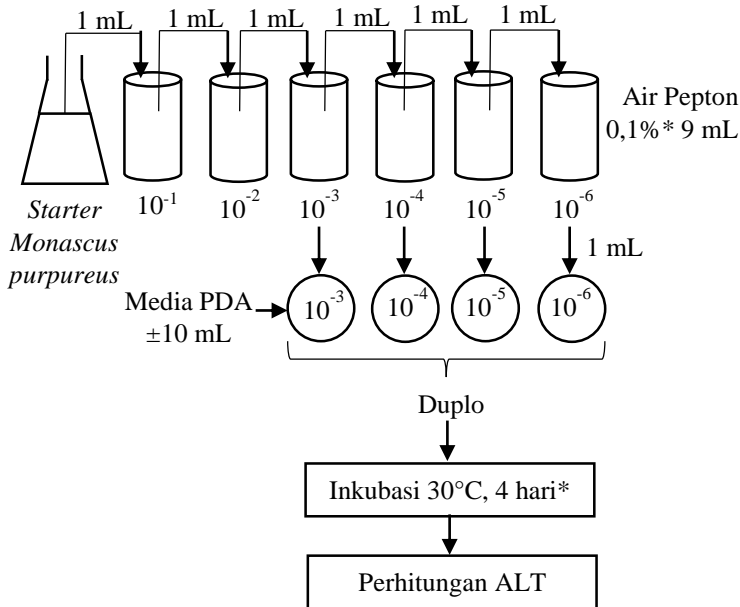 1 mL 1 mL 1 mL 1 mL 1 mL 1 mL
Air Pepton
0,1%* 9 mL
Starter
Monascus
purpureus
10⁻¹ 10⁻² 10⁻³ 10⁻⁴ 10⁻⁵ 10⁻⁶
1 mL
Media PDA
±10 mL
10⁻³ 10⁻⁴ 10⁻⁵ 10⁻⁶
Duplo
Inkubasi 30°C, 4 hari*
Perhitungan ALT